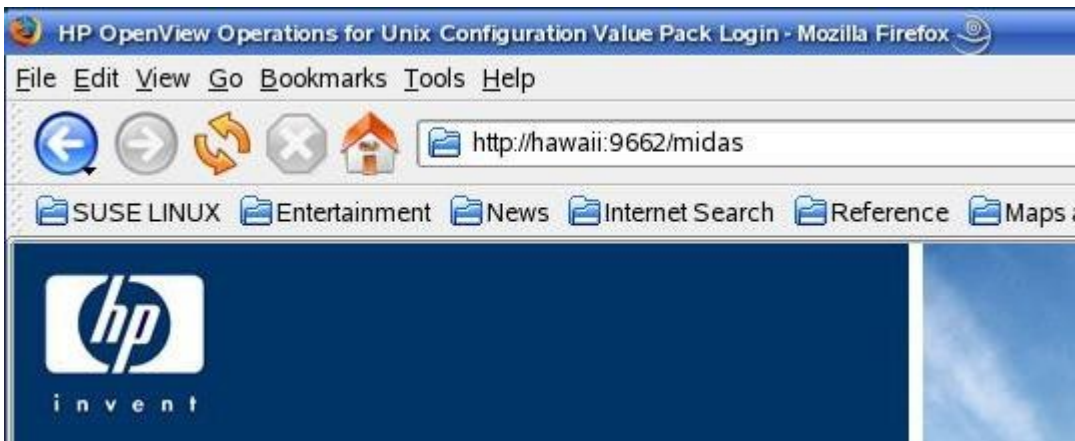 HP OpenView Operations for Unix Configuration Value Pack Login - Mozilla Firefox
File Edit View Go Bookmarks Tools Help
http://hawaii:9662/midas
SUSE LINUX Entertainment News Internet Search Reference Maps
hp
invent